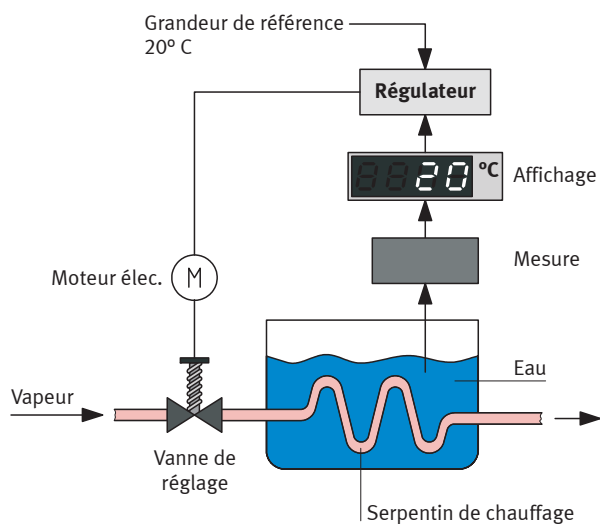 Grandeur de référence
20° C
Régulateur
20 °C
Affichage
Mesure
Moteur élec.
M
Eau
Vapeur
Vanne de
réglage
Serpentin de chauffage